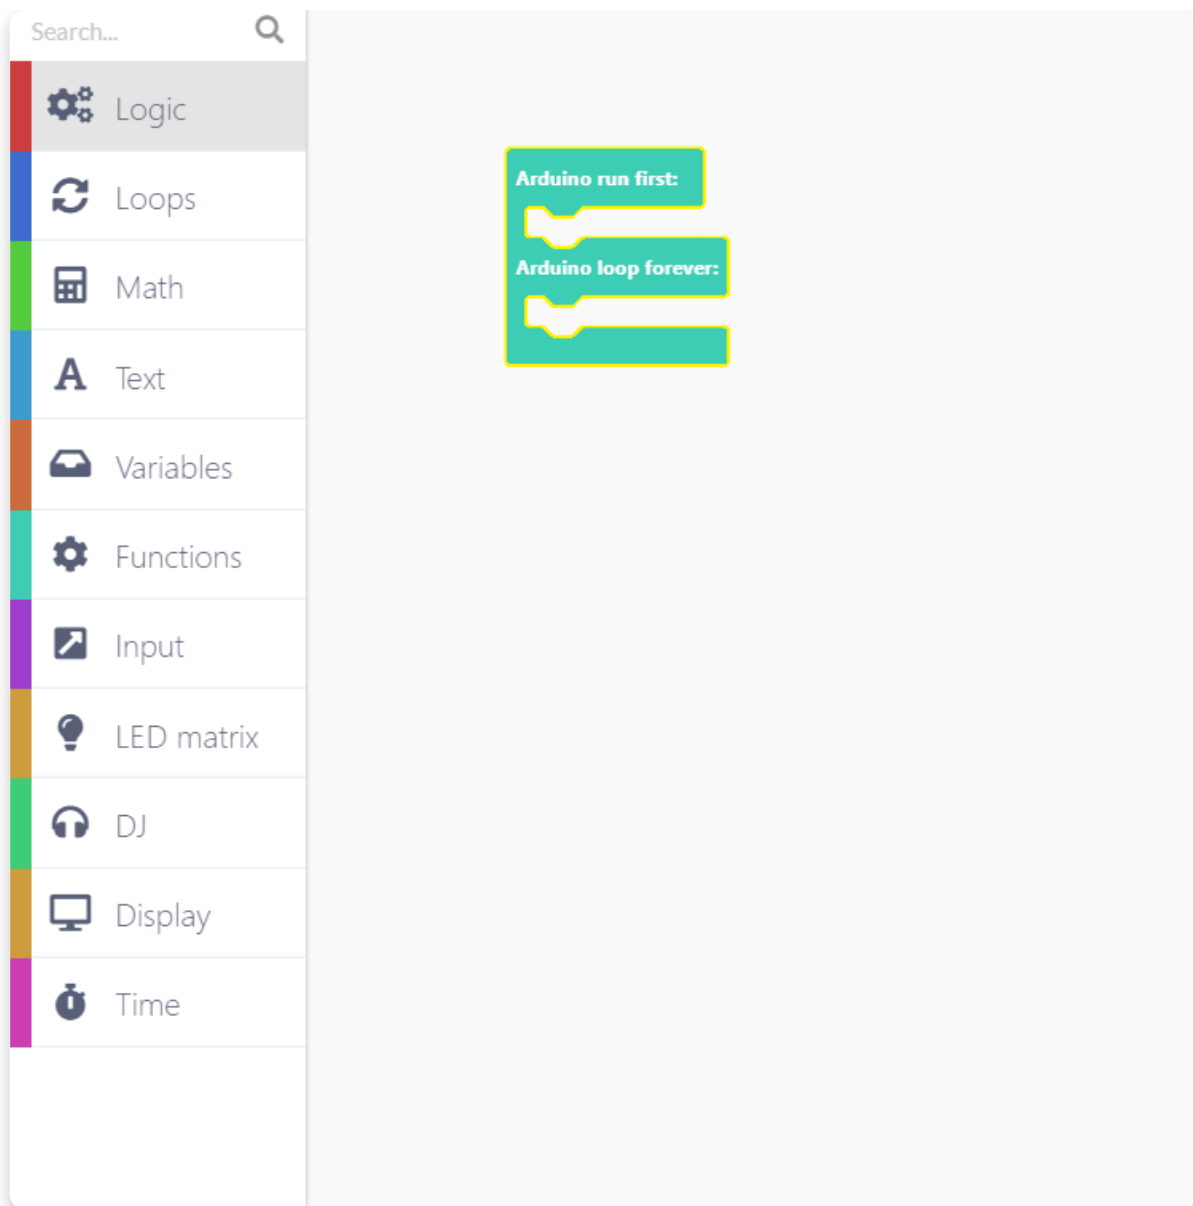 Search...
Logic
Loops
Math
Text
Variables
Functions
Input
LED matrix
DJ
Display
Time
Arduino run first:
Arduino loop forever: